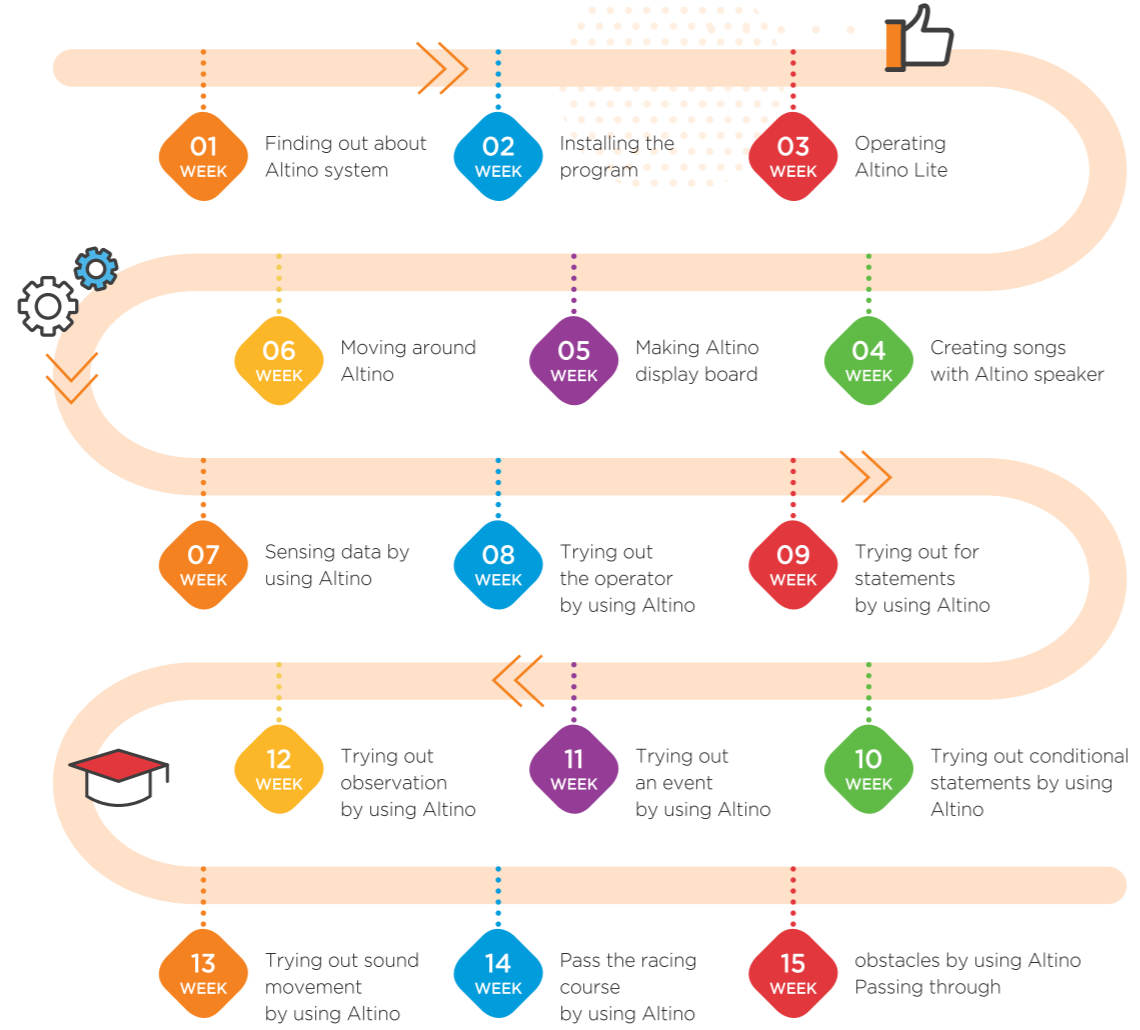 01
WEEK
Finding out about
Altino system
02
WEEK
Installing the
program
03
WEEK
Operating
Altino Lite
04
WEEK
Creating songs
with Altino speaker
05
WEEK
Making Altino
display board
06
WEEK
Moving around
Altino
07
WEEK
Sensing data by
using Altino
08
WEEK
Trying out
the operator
by using Altino
09
WEEK
Trying out for
statements
by using Altino
10
WEEK
Trying out conditional
statements by using
Altino
11
WEEK
Trying out
an event
by using Altino
12
WEEK
Trying out
observation
by using Altino
13
WEEK
Trying out sound
movement
by using Altino
14
WEEK
Pass the racing
course
by using Altino
15
WEEK
obstacles by using Altino
Passing through